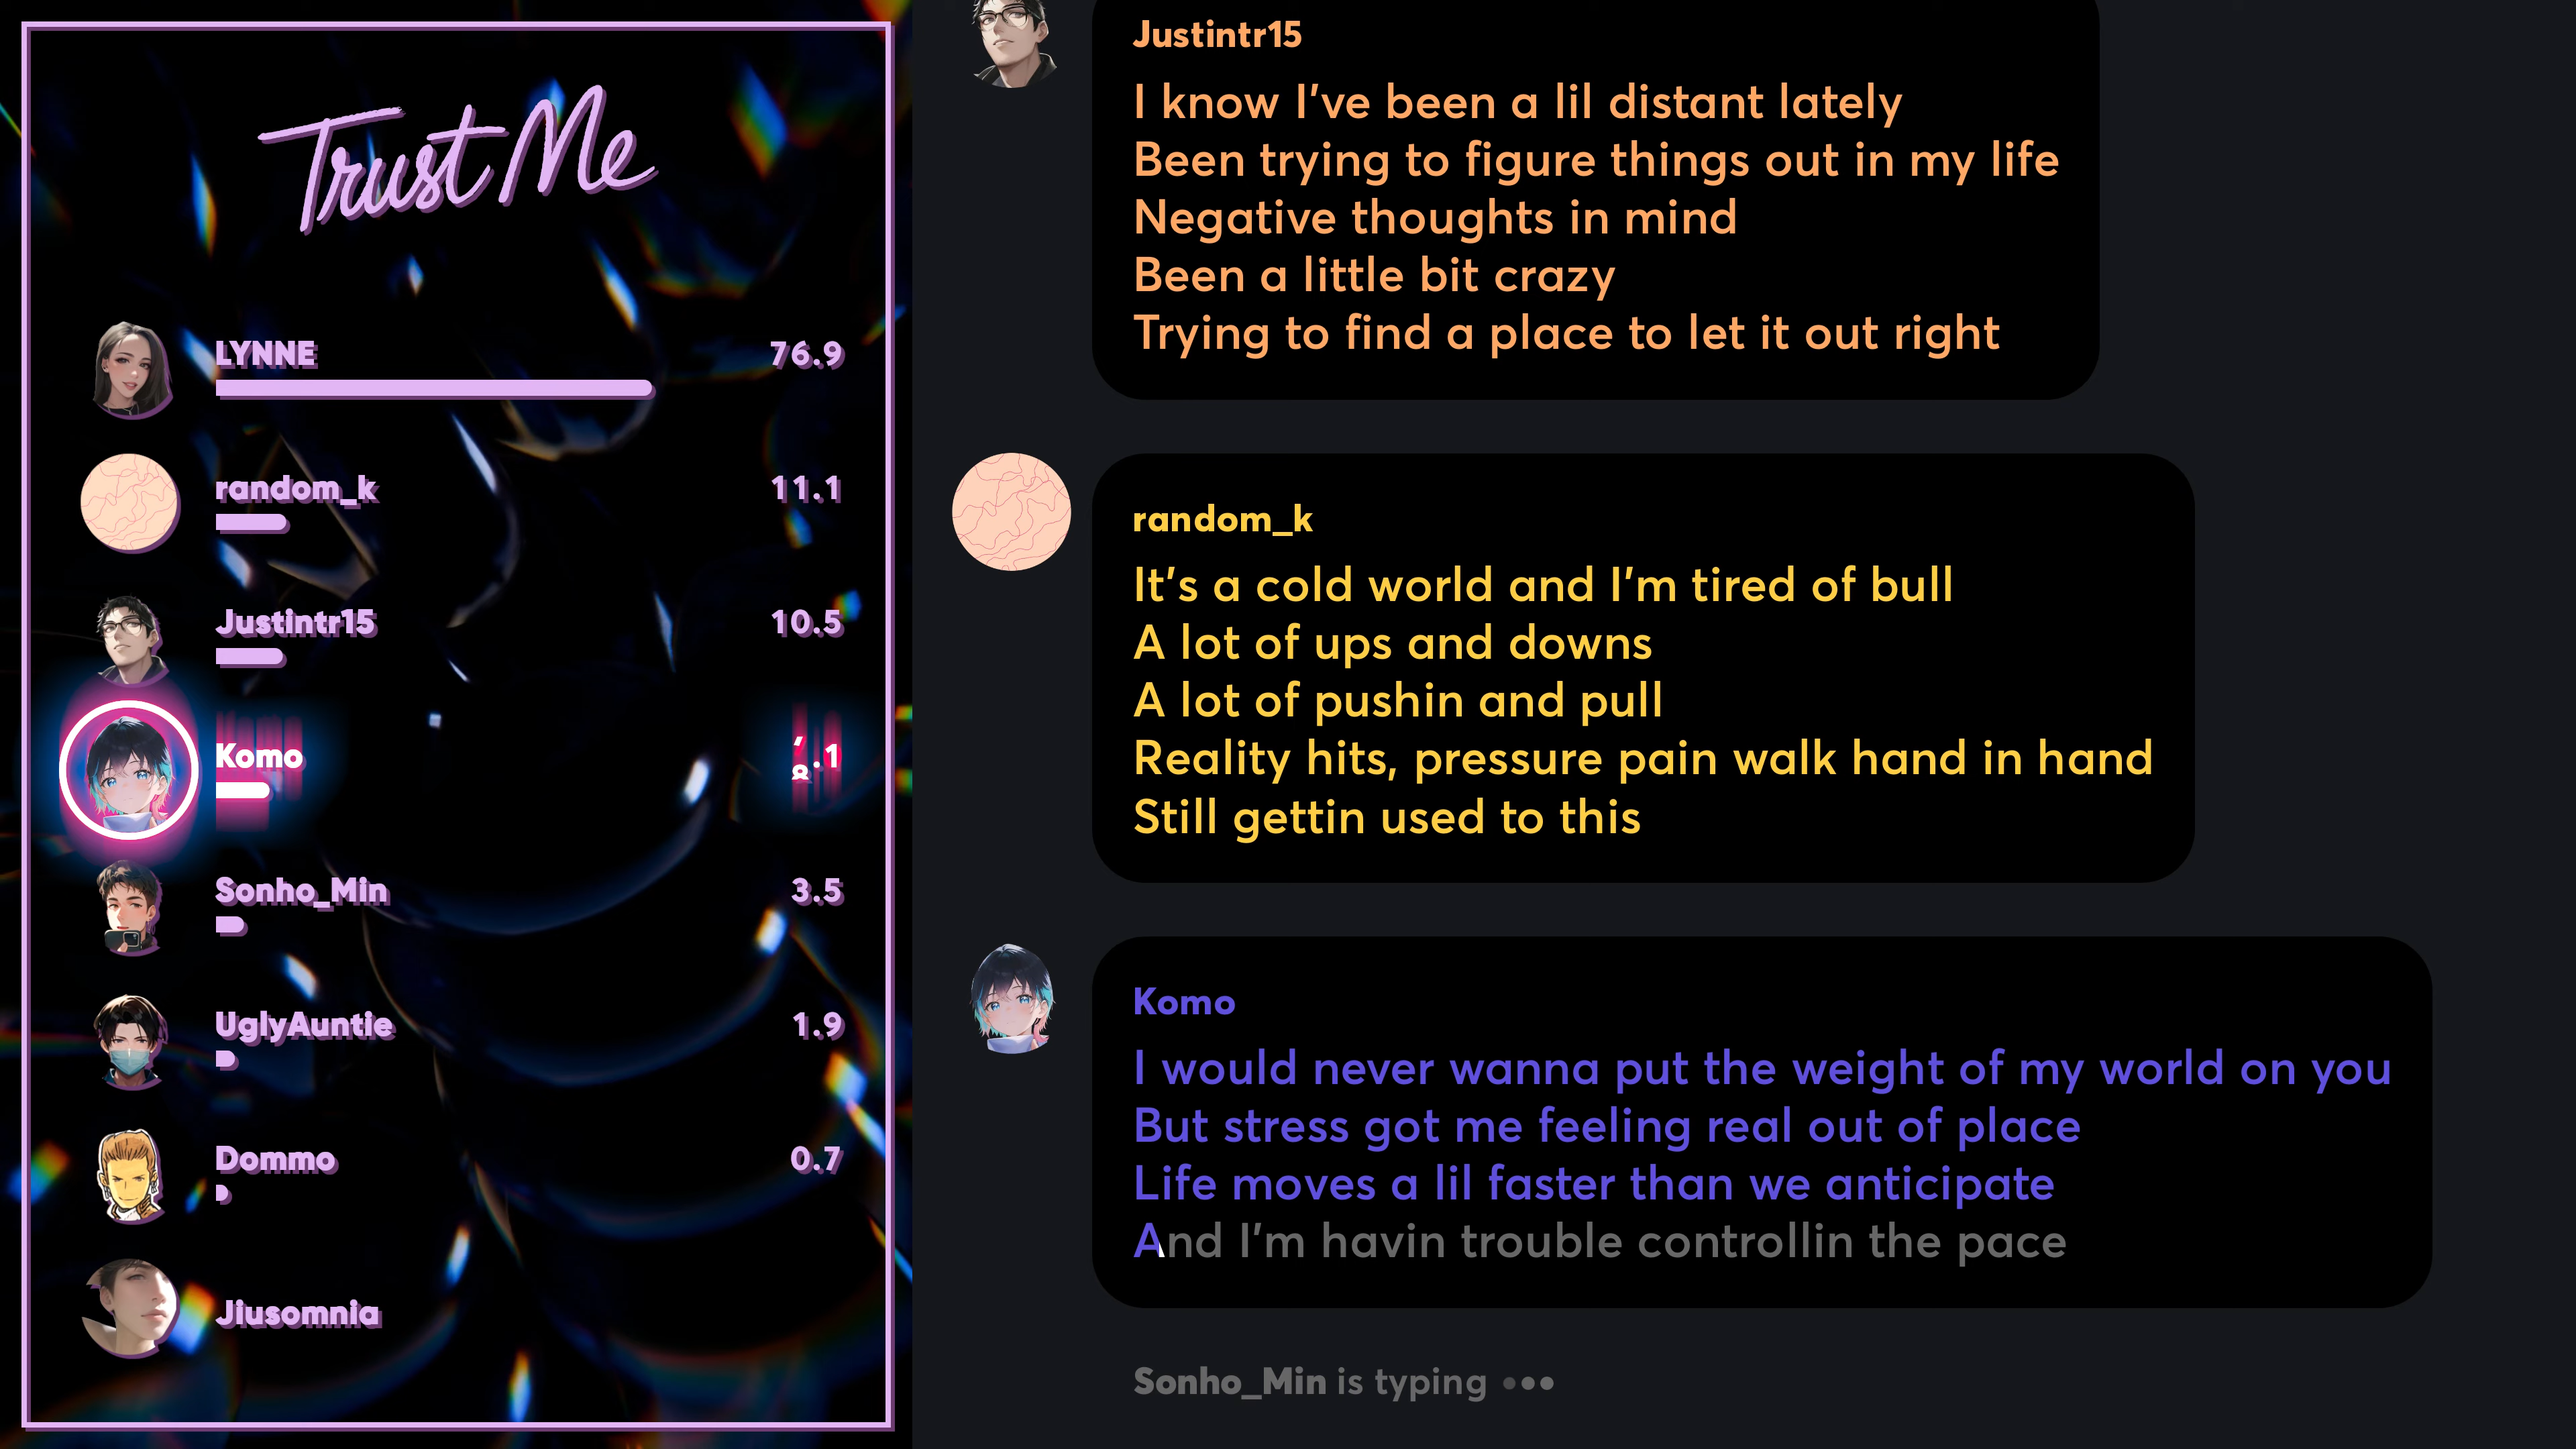 Trust Me
LYNNE
76.9
random_k
11.1
Justintr15
10.5
Komo
Sonho_Min
3.5
UglyAuntie
1.9
Dommo
0.7
Jiusomnia
Justintr15
I know I've been a lil distant lately
Been trying to figure things out in my life
Negative thoughts in mind
Been a little bit crazy
Trying to find a place to let it out right
random_k
It's a cold world and I'm tired of bull
A lot of ups and downs
A lot of pushin and pull
Reality hits, pressure pain walk hand in hand
Still gettin used to this
Komo
I would never wanna put the weight of my world on you
But stress got me feeling real out of place
Life moves a lil faster than we anticipate
And I'm havin trouble controllin the pace
Sonho_Min is typing •••